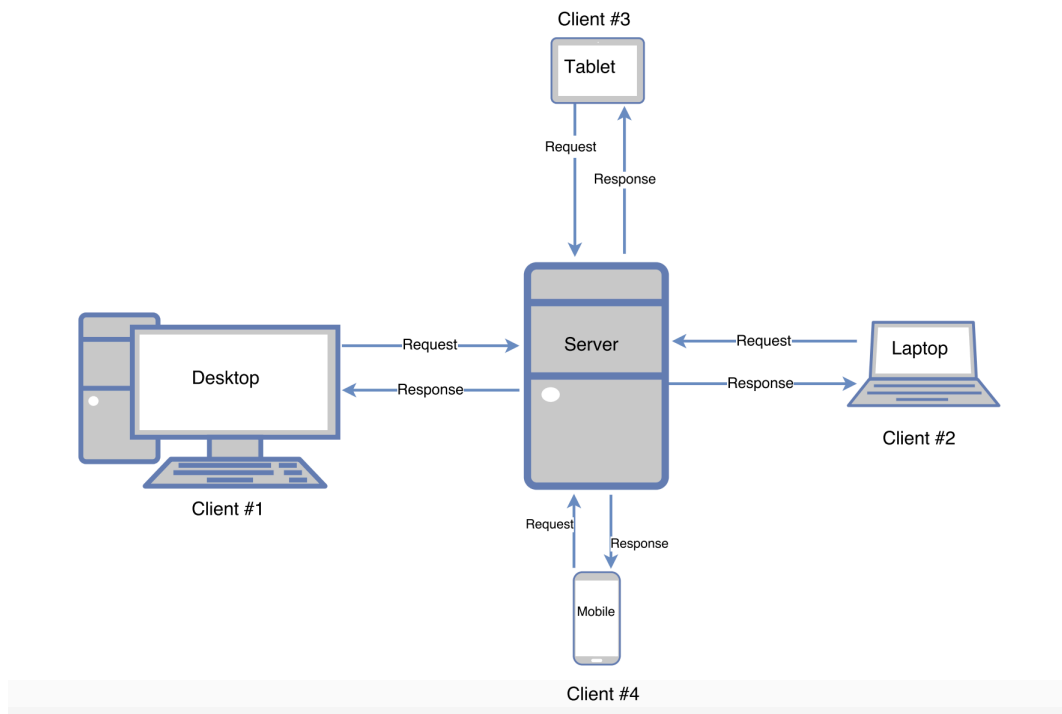 Client #3
Tablet
Request
Response
Server
Request
Response
Desktop
Client #1
Request
Response
Laptop
Client #2
Request
Response
Mobile
Client #4